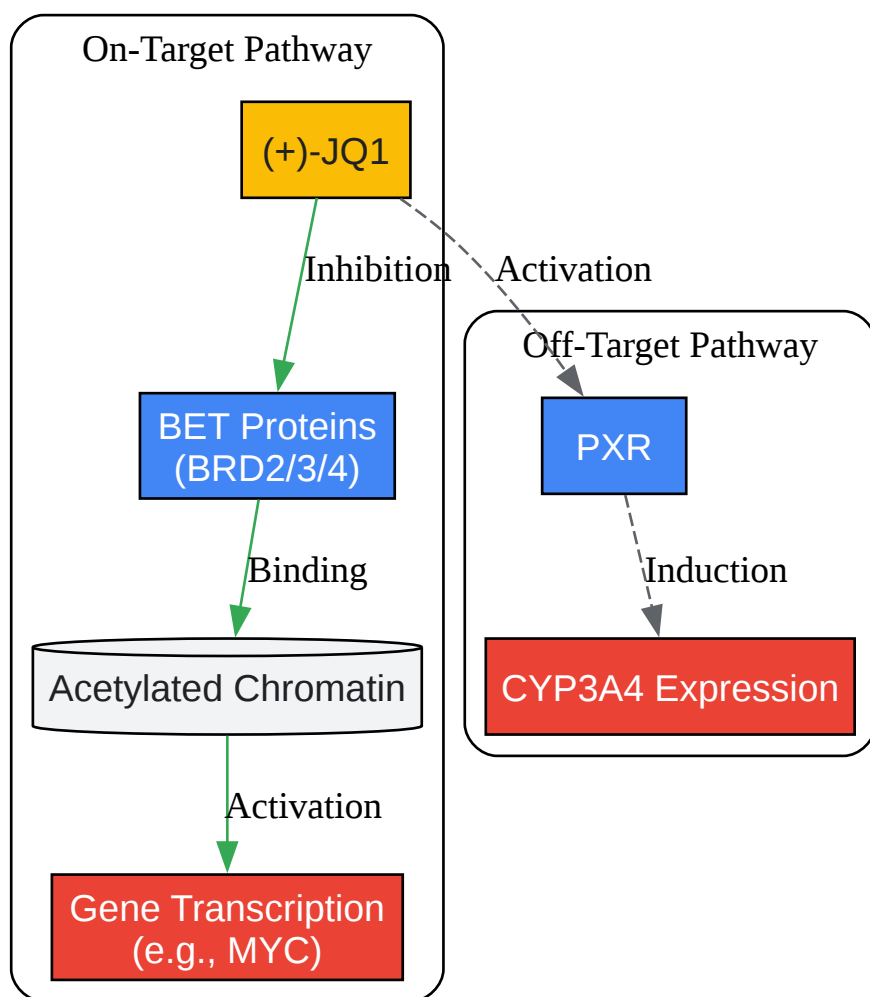 On-Target Pathway
(+)-JQ1
Inhibition
Activation
Off-Target Pathway
BET Proteins
(BRD2/3/4)
PXR
Binding
Induction
Acetylated Chromatin
CYP3A4 Expression
Activation
Gene Transcription
(e.g., MYC)